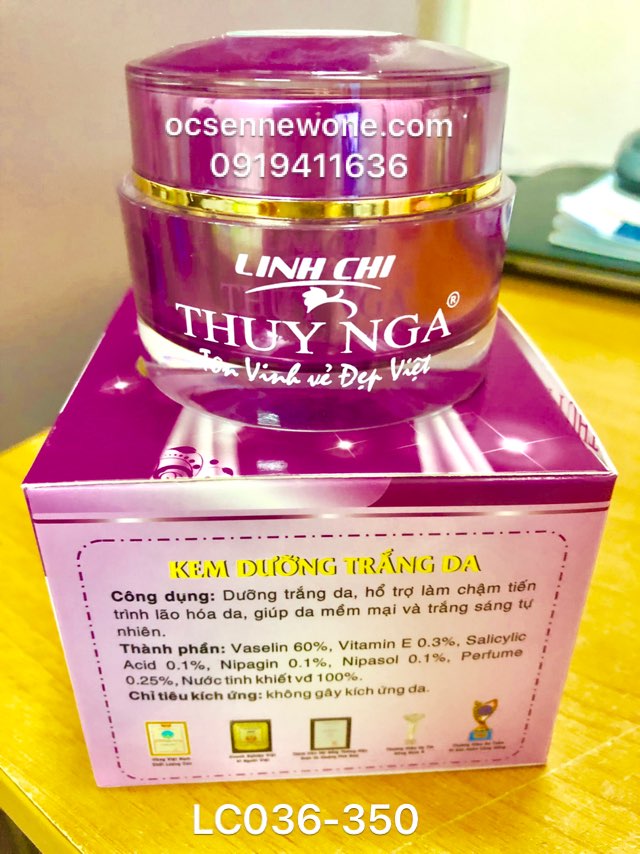 ocsennewone.com
0919411636
LINH CHI
THUY NGA®
Tôn Vinh vẻ Đẹp Việt
KEM DƯỠNG TRẮNG DA
Công dụng: Dưỡng trắng da, hổ trợ làm chậm tiến
trình lão hóa da, giúp da mềm mại và trắng sáng tự
nhiên.
Thành phần: Vaselin 60%, Vitamin E 0.3%, Salicylic
Acid 0.1%, Nipagin 0.1%, Nipasol 0.1%, Perfume
0.25%, Nước tinh khiết vđ 100%.
Chỉ tiêu kích ứng: không gây kích ứng da.
LC036-350